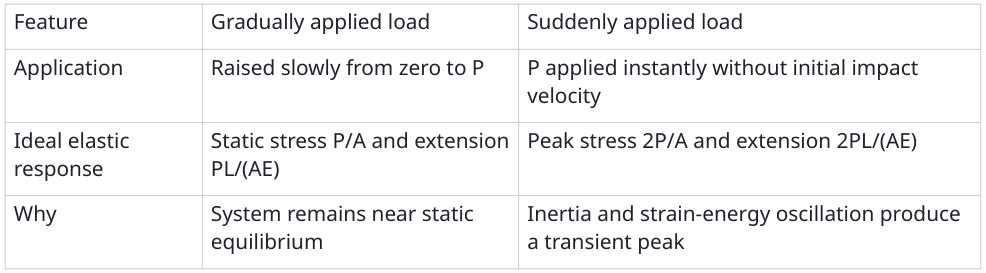 Feature
Gradually applied load
Suddenly applied load
Application
Raised slowly from zero to P
P applied instantly without initial impact
velocity
Ideal elastic
response
Static stress P/A and extension
PL/(AE)
Peak stress 2P/A and extension 2PL/(AE)
Why
System remains near static
equilibrium
Inertia and strain-energy oscillation produce
a transient peak